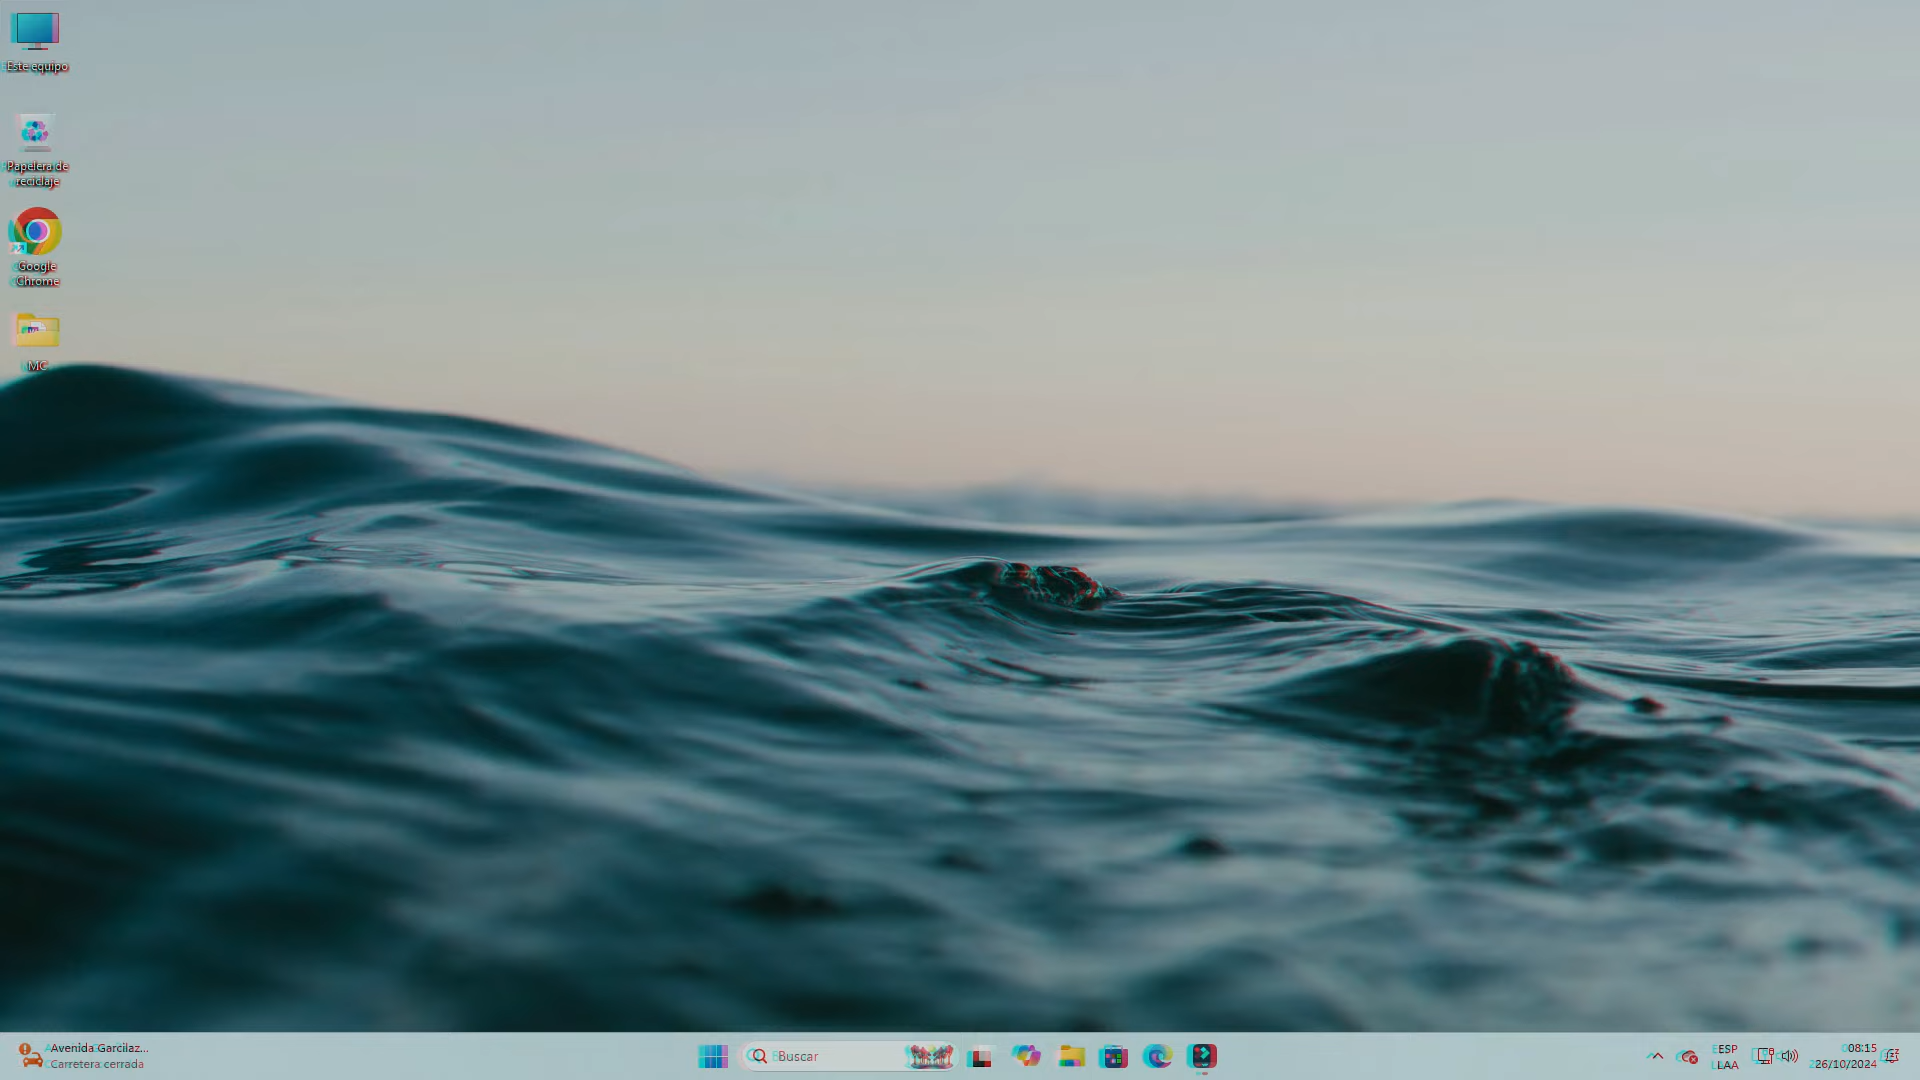 Este equipo
Papelera de
reciclaje
Google
Chrome
MC
Avenida Garcilaz...
Carretera cerrada
Buscar
ESP
LAA
08:15
26/10/2024